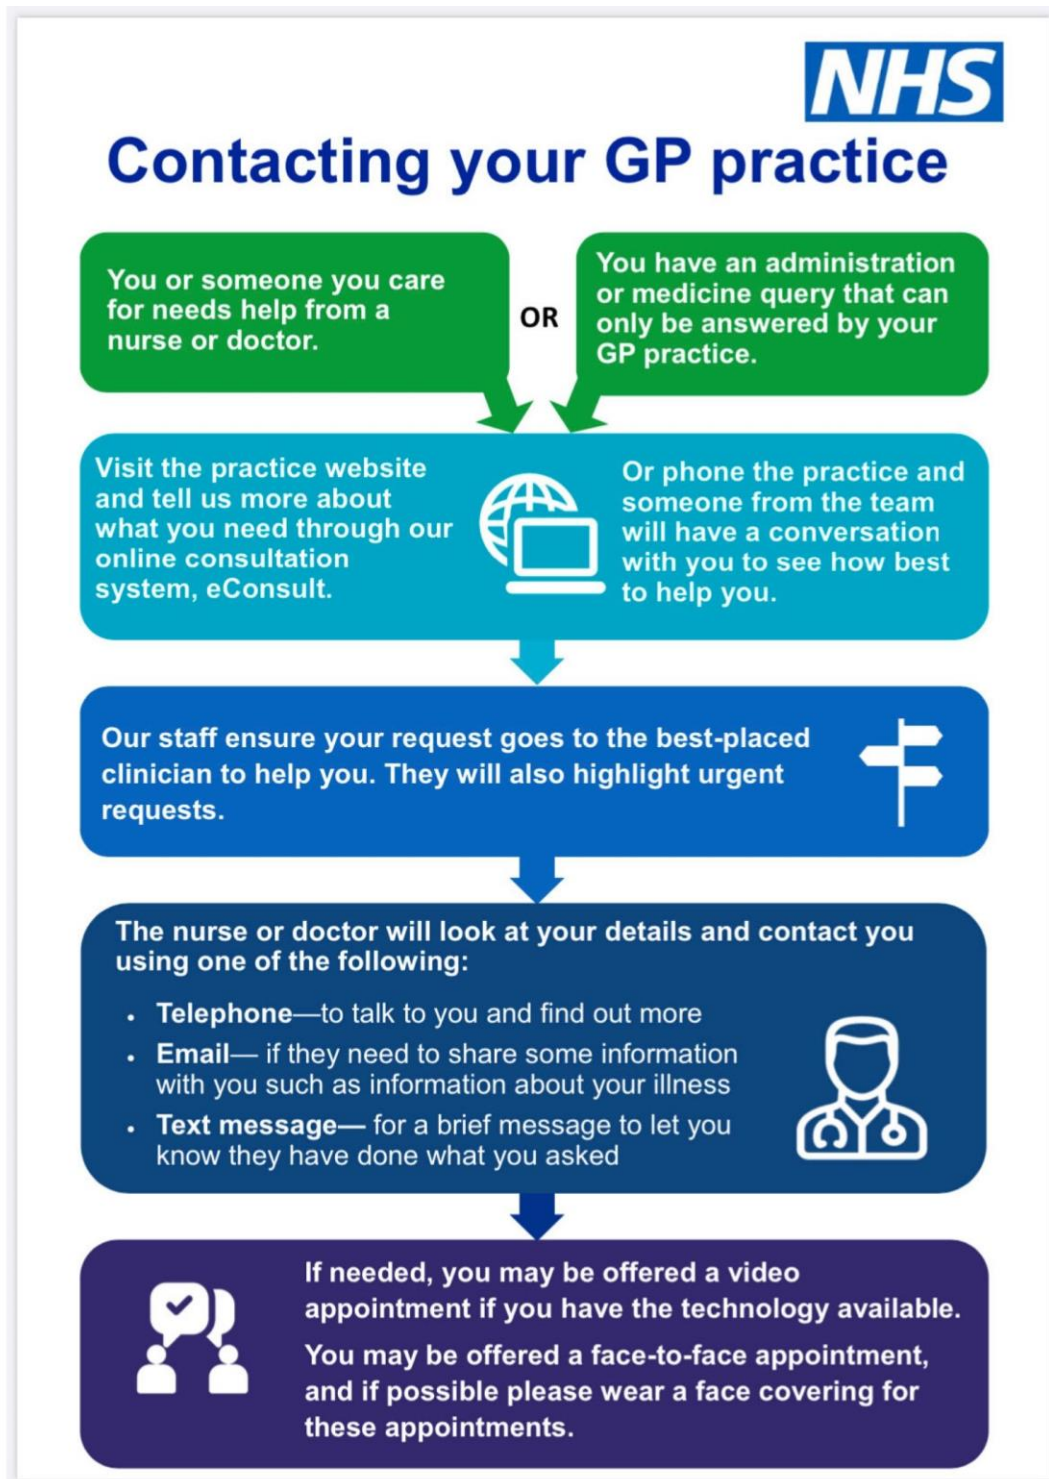 NHS
Contacting your GP practice
You or someone you care
for needs help from a
nurse or doctor.
OR
You have an administration
or medicine query that can
only be answered by your
GP practice.
Visit the practice website
and tell us more about
what you need through our
online consultation
system, eConsult.
Or phone the practice and
someone from the team
will have a conversation
with you to see how best
to help you.
Our staff ensure your request goes to the best-placed
clinician to help you. They will also highlight urgent
requests.
The nurse or doctor will look at your details and contact you
using one of the following:
• Telephone—to talk to you and find out more
• Email— if they need to share some information
with you such as information about your illness
• Text message— for a brief message to let you
know they have done what you asked
If needed, you may be offered a video
appointment if you have the technology available.
You may be offered a face-to-face appointment,
and if possible please wear a face covering for
these appointments.